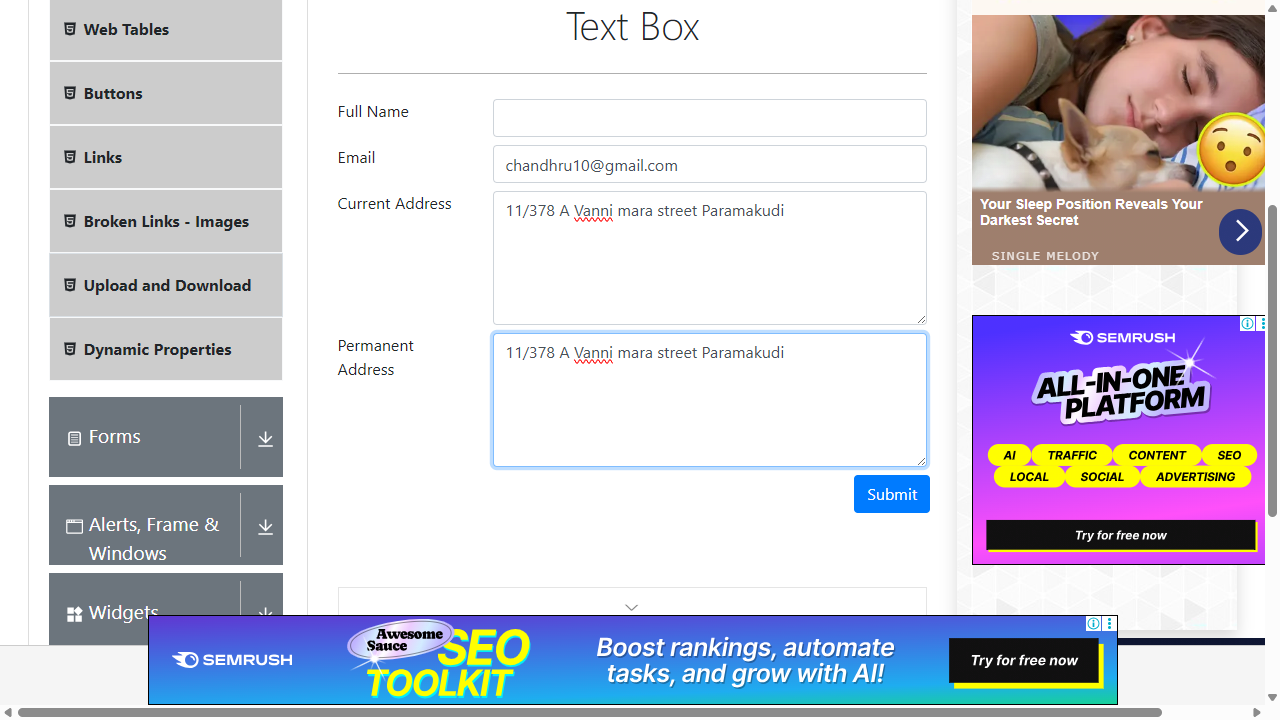 Web Tables
Buttons
Links
Broken Links - Images
Upload and Download
Dynamic Properties
Forms
Alerts, Frame &
Windows
Widgets
Text Box
Full Name
Email
chandhru10@gmail.com
Current Address
11/378 A Vanni mara street Paramakudi
Permanent
Address
11/378 A Vanni mara street Paramakudi
Submit
Your Sleep Position Reveals Your
Darkest Secret
SINGLE MELODY
SEMRUSH
ALL-IN-ONE
PLATFORM
AI TRAFFIC CONTENT SEO
LOCAL SOCIAL ADVERTISING
Try for free now
SEMRUSH
Awesome
Sauce
SEO
TOOLKIT
Boost rankings, automate
tasks, and grow with AI!
Try for free now